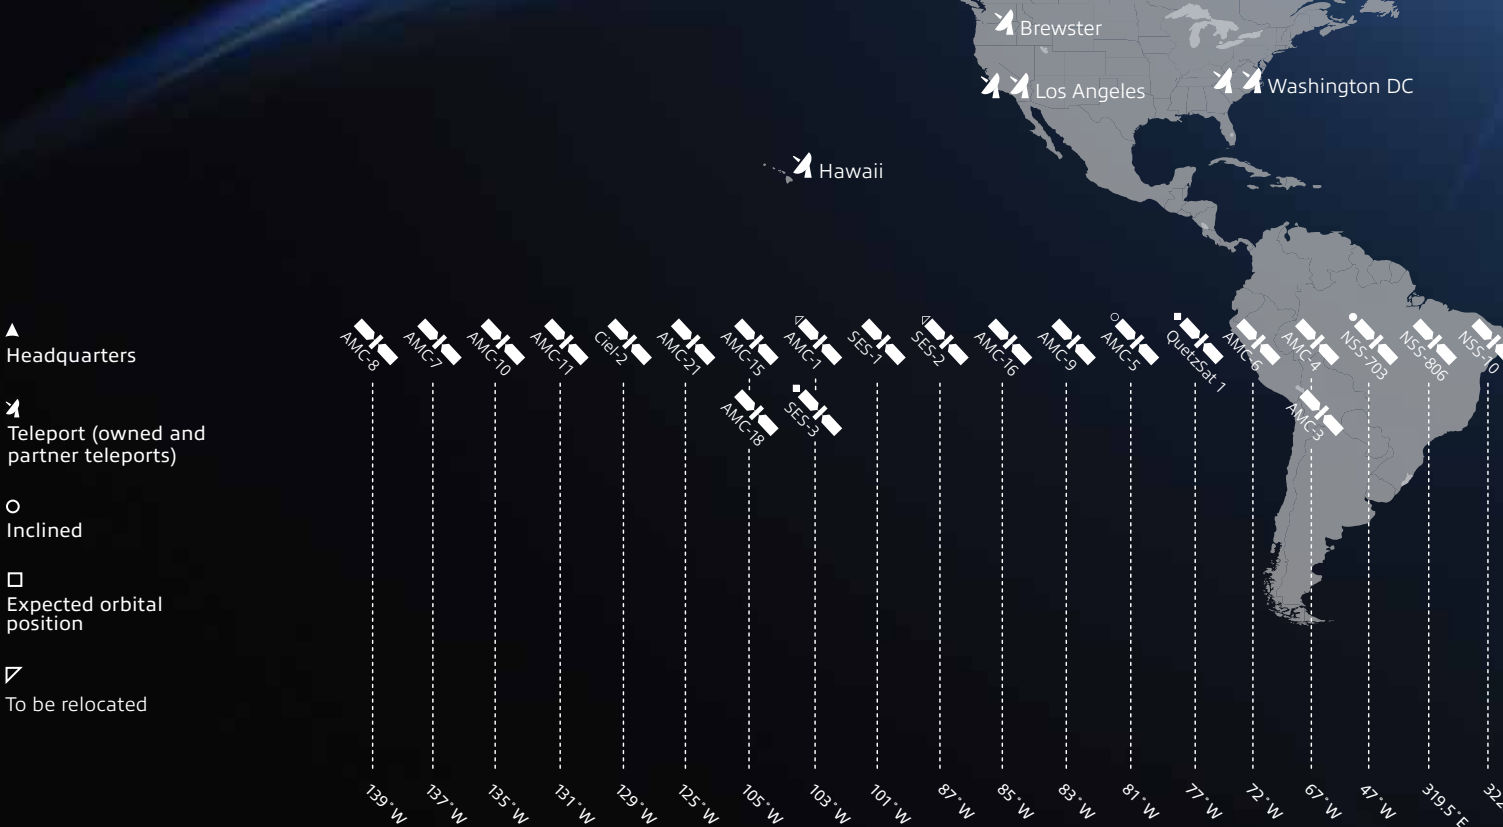 Brewster
Los Angeles
Washington DC
Hawaii
Headquarters
Teleport (owned and
partner teleports)
Inclined
Expected orbital
position
To be relocated
AMC-8
AMC-7
AMC-10
AMC-11
Ciel-2
AMC-21
AMC-15
AMC-1
SES-1
SES-2
AMC-16
AMC-9
AMC-5
QuetzSat 1
AMC-6
AMC-4
NSS-703
NSS-806
NSS-10
AMC-18
SES-3
AMC-3
139°W
137°W
135°W
131°W
129°W
125°W
105°W
103°W
101°W
87°W
85°W
83°W
81°W
77°W
72°W
67°W
47°W
319.5°E